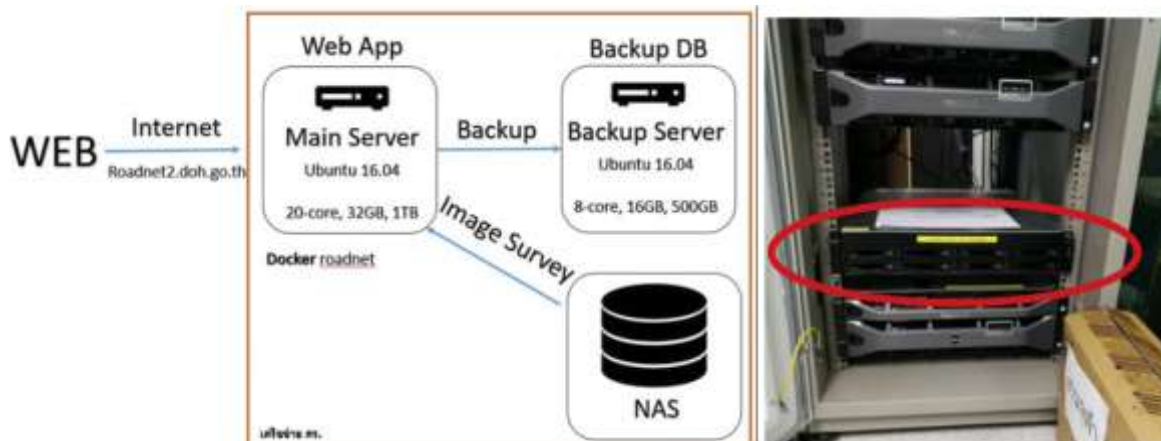 WEB
Internet
Roadnet2.doh.go.th
Web App
Main Server
Ubuntu 16.04
20-core, 32GB, 1TB
Docker roadnet
Backup
Image Survey
Backup DB
Backup Server
Ubuntu 16.04
8-core, 16GB, 500GB
NAS